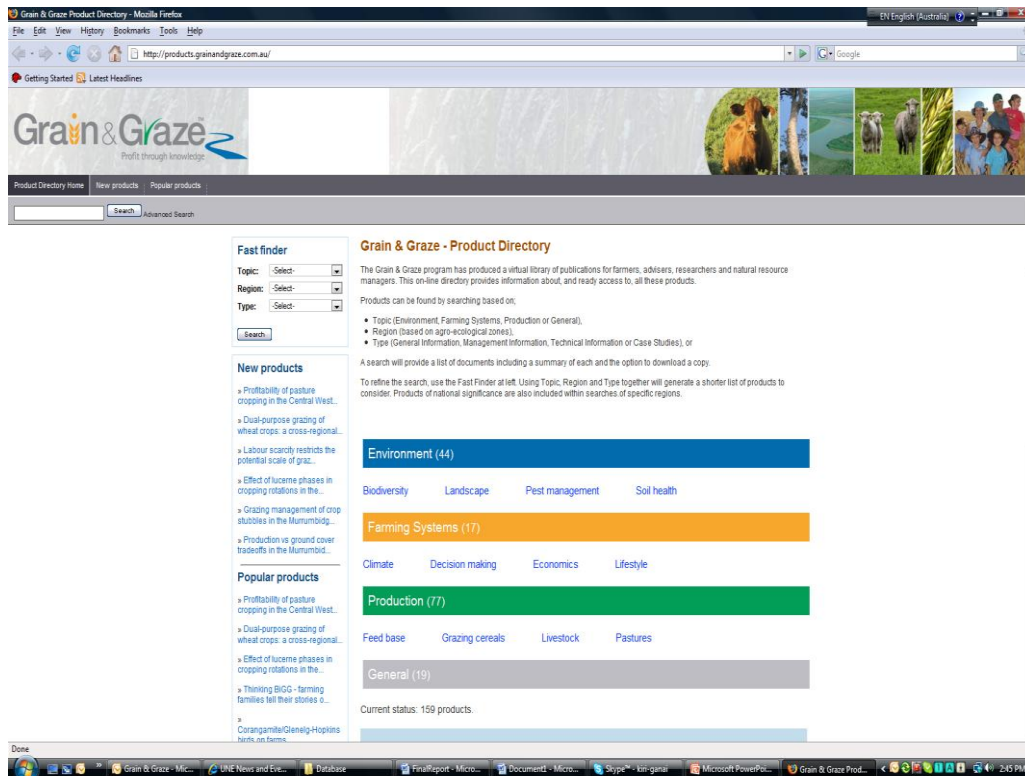 Grain & Graze Product Directory - Mozilla Firefox
EN English (Australia)
File Edit View History Bookmarks Tools Help
http://products.grainandgraze.com.au/
Google
Getting Started Latest Headlines
Grain&Graze
Profit through knowledge
Product Directory Home New products Popular products
Search Advanced Search
Fast finder
Topic: -Select-
Region: -Select-
Type: -Select-
Search
New products
» Profitability of pasture
cropping in the Central West...
» Dual-purpose grazing of
wheat crops: a cross-regional...
» Labour scarcity restricts the
potential scale of graz...
» Effect of lucerne phases in
cropping rotations in the...
» Grazing management of crop
stubbles in the Murrumbidg...
» Production vs ground cover
tradeoffs in the Murrumbid...
Popular products
» Profitability of pasture
cropping in the Central West...
» Dual-purpose grazing of
wheat crops: a cross-regional...
» Effect of lucerne phases in
cropping rotations in the...
» Thinking BiGG - farming
families tell their stories o...
»
Corangamite/Glenelg-Hopkins
birds on farms
Grain & Graze - Product Directory
The Grain & Graze program has produced a virtual library of publications for farmers, advisers, researchers and natural resource
managers. This on-line directory provides information about, and ready access to, all these products.
Products can be found by searching based on;
• Topic (Environment, Farming Systems, Production or General),
• Region (based on agro-ecological zones),
• Type (General Information, Management Information, Technical Information or Case Studies), or
A search will provide a list of documents including a summary of each and the option to download a copy.
To refine the search, use the Fast Finder at left. Using Topic, Region and Type together will generate a shorter list of products to
consider. Products of national significance are also included within searches of specific regions.
Environment (44)
Biodiversity Landscape Pest management Soil health
Farming Systems (17)
Climate Decision making Economics Lifestyle
Production (77)
Feed base Grazing cereals Livestock Pastures
General (19)
Current status: 159 products.
Done
Grain & Graze - Mic... UNE News and Eve... Database FinalReport - Micro... Document1 - Micro... Skype™ - kiri-ganai Microsoft PowerPoi... Grain & Graze Prod... 2:45 PM